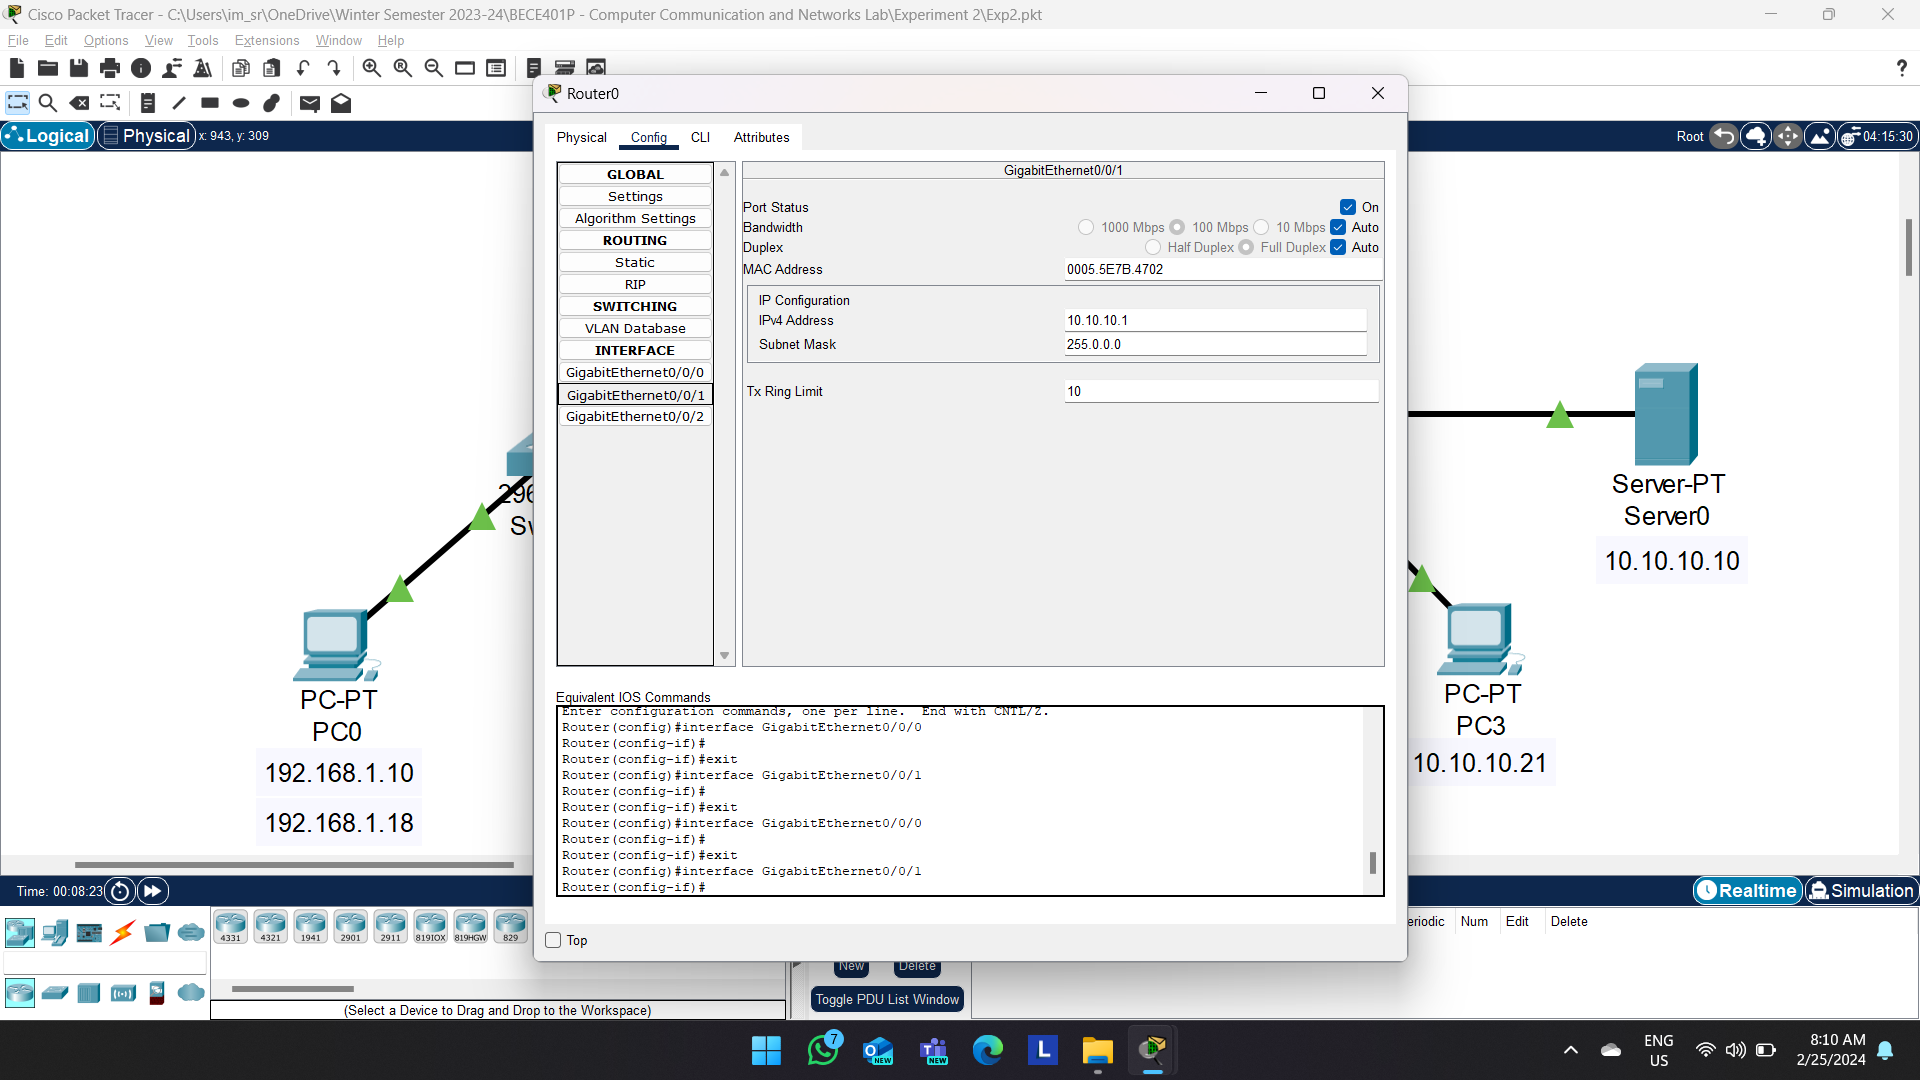 Cisco Packet Tracer - C:\Users\im_sr\OneDrive\Winter Semester 2023-24\BECE401P - Computer Communication and Networks Lab\Experiment 2\Exp2.pkt
File Edit Options View Tools Extensions Window Help
?
Logical Physical x: 943, y: 309
Root 04:15:30
Router0
Physical Config CLI Attributes
GLOBAL
Settings
Algorithm Settings
ROUTING
Static
RIP
SWITCHING
VLAN Database
INTERFACE
GigabitEthernet0/0/0
GigabitEthernet0/0/1
GigabitEthernet0/0/2
GigabitEthernet0/0/1
Port Status On
Bandwidth 1000 Mbps 100 Mbps 10 Mbps Auto
Duplex Half Duplex Full Duplex Auto
MAC Address 0005.5E7B.4702
IP Configuration
IPv4 Address 10.10.10.1
Subnet Mask 255.0.0.0
Tx Ring Limit 10
Equivalent IOS Commands
Enter configuration commands, one per line. End with CNTL/Z.
Router(config)#interface GigabitEthernet0/0/0
Router(config-if)#
Router(config-if)#exit
Router(config)#interface GigabitEthernet0/0/1
Router(config-if)#
Router(config-if)#exit
Router(config)#interface GigabitEthernet0/0/0
Router(config-if)#
Router(config-if)#exit
Router(config)#interface GigabitEthernet0/0/1
Router(config-if)#
Top
296
Sw
PC-PT
PC0
192.168.1.10
192.168.1.18
Server-PT
Server0
10.10.10.10
PC-PT
PC3
10.10.10.21
Time: 00:08:23
Realtime Simulation
4331 4321 1941 2901 2911 819IOX 819HGW 829
(Select a Device to Drag and Drop to the Workspace)
New Delete
Toggle PDU List Window
eriodic Num Edit Delete
7
NEW
NEW
L
ENG
US
8:10 AM
2/25/2024